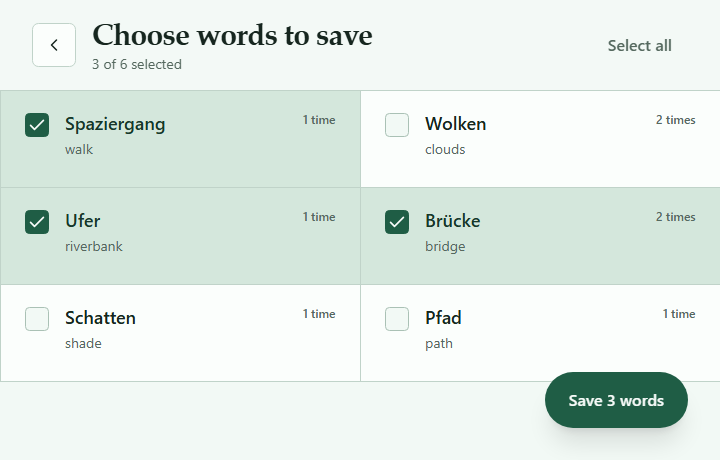 Choose words to save
3 of 6 selected
Select all
Spaziergang
1 time
walk
Wolken
2 times
clouds
Ufer
1 time
riverbank
Brücke
2 times
bridge
Schatten
1 time
shade
Pfad
1 time
path
Save 3 words